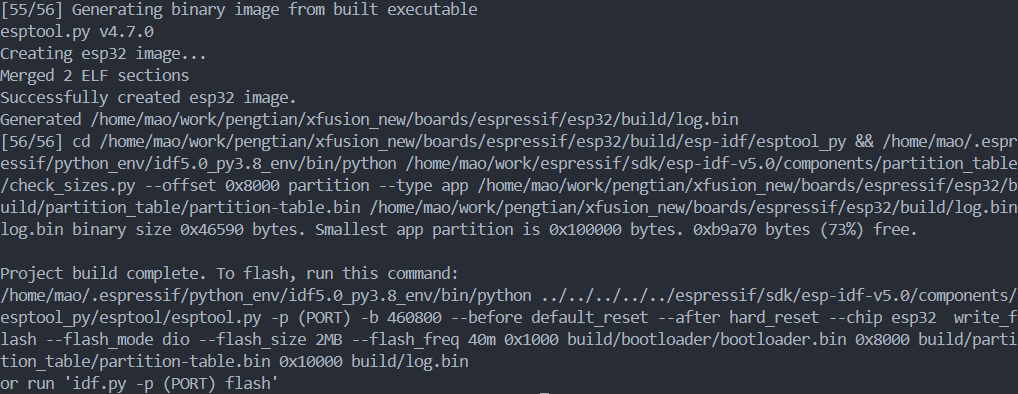 [55/56] Generating binary image from built executable
esptool.py v4.7.0
Creating esp32 image...
Merged 2 ELF sections
Successfully created esp32 image.
Generated /home/mao/work/pengtian/xfusion_new/boards/espressif/esp32/build/log.bin
[56/56] cd /home/mao/work/pengtian/xfusion_new/boards/espressif/esp32/build/esp-idf/esptool_py && /home/mao/.espr
essif/python_env/idf5.0_py3.8_env/bin/python /home/mao/work/espressif/sdk/esp-idf-v5.0/components/partition_table
/check_sizes.py --offset 0x8000 partition --type app /home/mao/work/pengtian/xfusion_new/boards/espressif/esp32/b
uild/partition_table/partition-table.bin /home/mao/work/pengtian/xfusion_new/boards/espressif/esp32/build/log.bin
log.bin binary size 0x46590 bytes. Smallest app partition is 0x100000 bytes. 0xb9a70 bytes (73%) free.
Project build complete. To flash, run this command:
/home/mao/.espressif/python_env/idf5.0_py3.8_env/bin/python ../../../../../espressif/sdk/esp-idf-v5.0/components/
esptool_py/esptool/esptool.py -p (PORT) -b 460800 --before default_reset --after hard_reset --chip esp32  write_f
lash --flash_mode dio --flash_size 2MB --flash_freq 40m 0x1000 build/bootloader/bootloader.bin 0x8000 build/parti
tion_table/partition-table.bin 0x10000 build/log.bin
or run 'idf.py -p (PORT) flash'